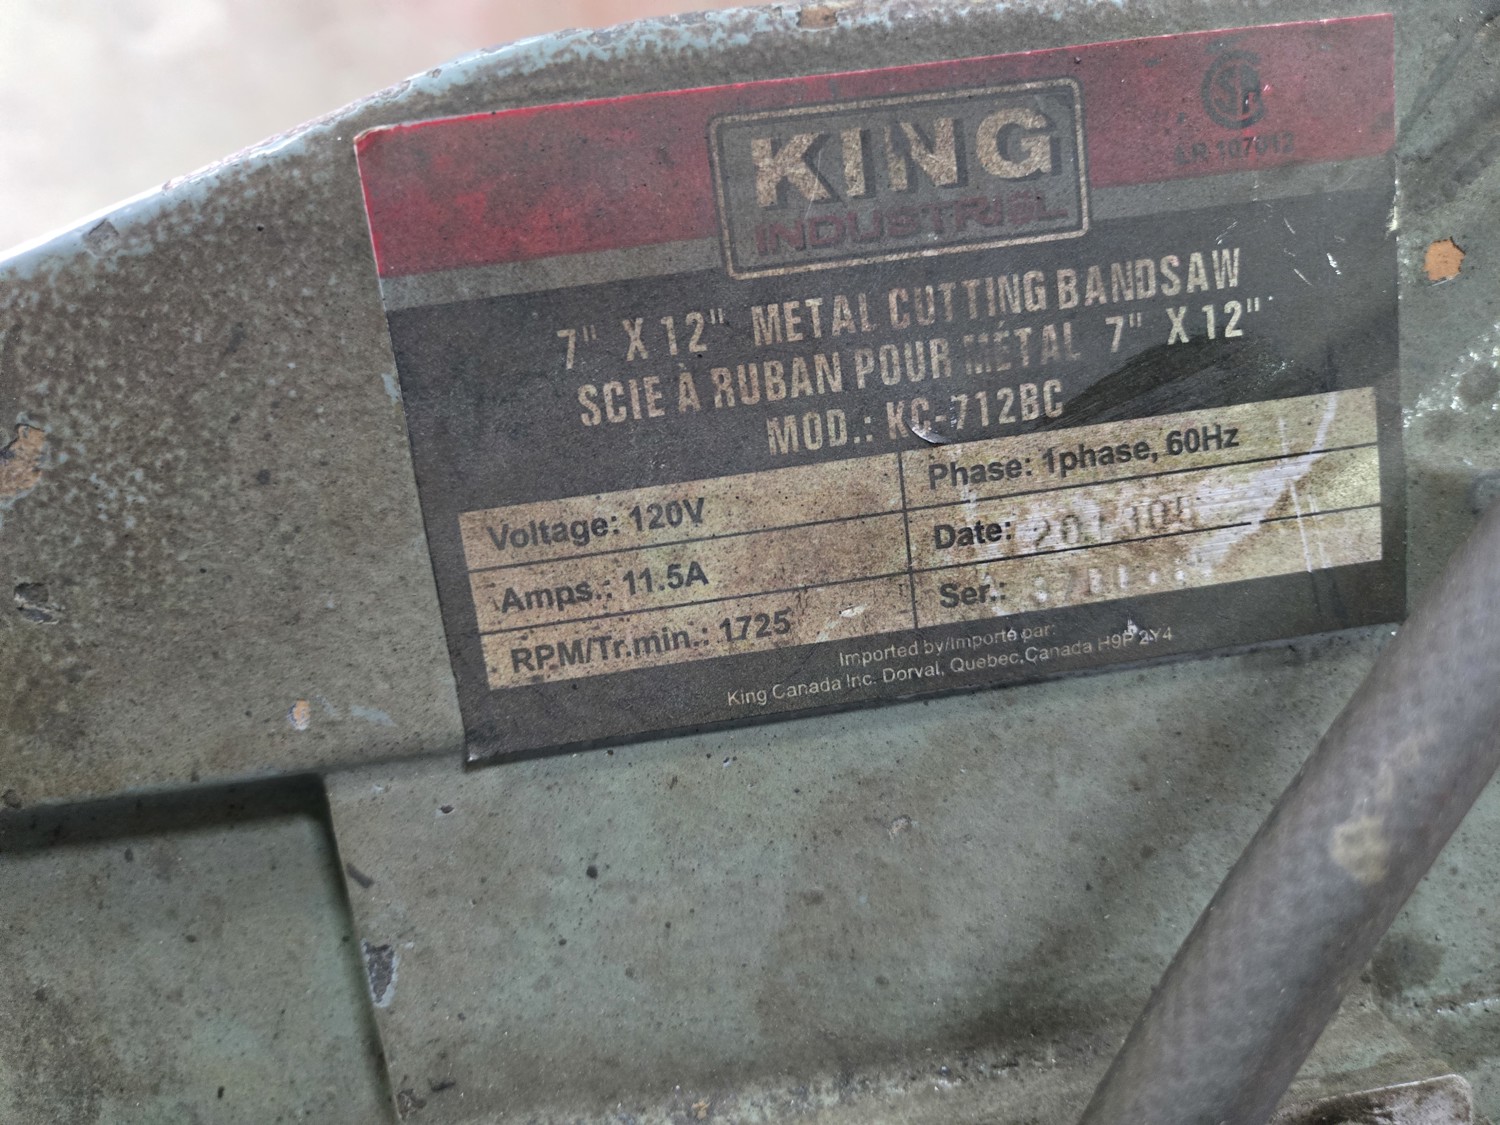 KING
INDUSTRIAL
LR 107012
7" X 12" METAL CUTTING BANDSAW
SCIE À RUBAN POUR MÉTAL 7" X 12"
MOD.: KC-712BC
Voltage: 120V
Phase: 1phase, 60Hz
Amps.: 11.5A
Date:
RPM/Tr.min.: 1725
Ser.:
Imported by/Importé par:
King Canada Inc. Dorval, Quebec, Canada H9P 2Y4